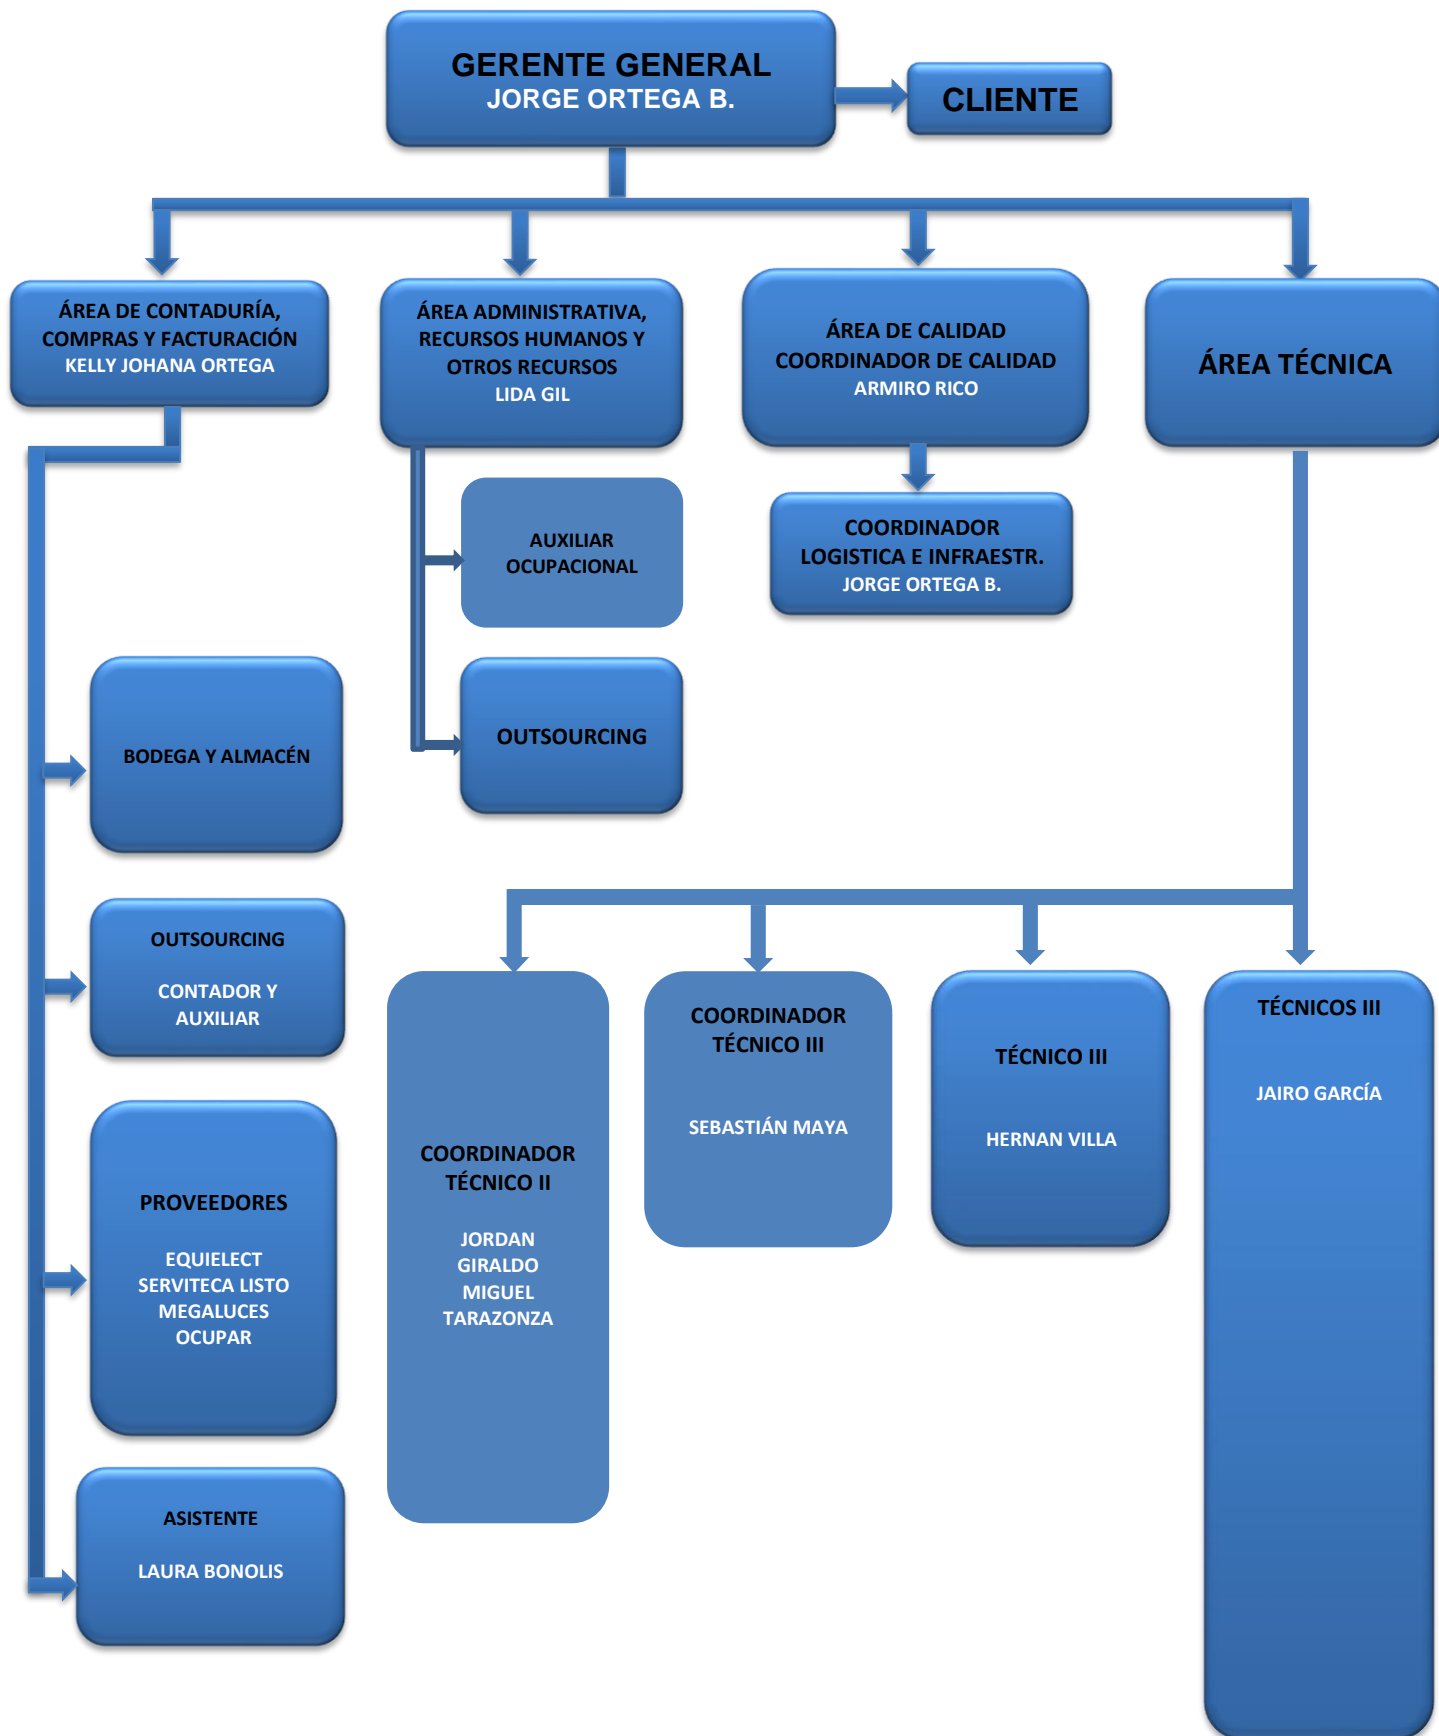 GERENTE GENERAL
JORGE ORTEGA B.
CLIENTE
ÁREA DE CONTADURÍA,
COMPRAS Y FACTURACIÓN
KELLY JOHANA ORTEGA
ÁREA ADMINISTRATIVA,
RECURSOS HUMANOS Y
OTROS RECURSOS
LIDA GIL
ÁREA DE CALIDAD
COORDINADOR DE CALIDAD
ARMIRO RICO
ÁREA TÉCNICA
AUXILIAR
OCUPACIONAL
OUTSOURCING
COORDINADOR
LOGISTICA E INFRAESTR.
JORGE ORTEGA B.
BODEGA Y ALMACÉN
OUTSOURCING
CONTADOR Y
AUXILIAR
PROVEEDORES
EQUIELECT
SERVITECA LISTO
MEGALUCES
OCUPAR
ASISTENTE
LAURA BONOLIS
COORDINADOR
TÉCNICO II
JORDAN
GIRALDO
MIGUEL
TARAZONZA
COORDINADOR
TÉCNICO III
SEBASTIÁN MAYA
TÉCNICO III
HERNAN VILLA
TÉCNICOS III
JAIRO GARCÍA